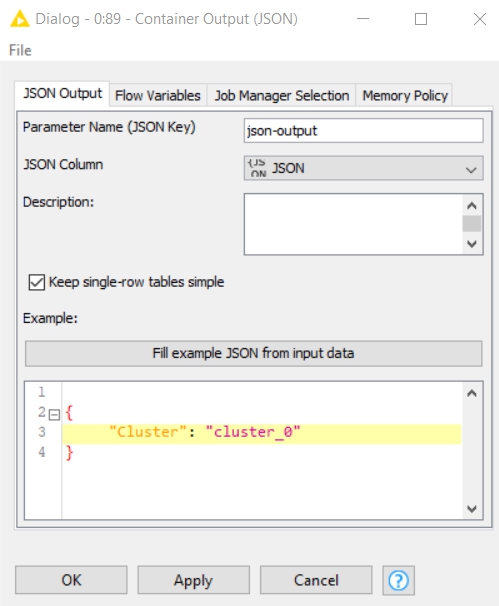 Dialog - 0:89 - Container Output (JSON)
File
JSON Output Flow Variables Job Manager Selection Memory Policy
Parameter Name (JSON Key) json-output
JSON Column {JS ON JSON
Description:
Keep single-row tables simple
Example:
Fill example JSON from input data
1
2 {
3 "Cluster": "cluster_0"
4 }
OK Apply Cancel ?